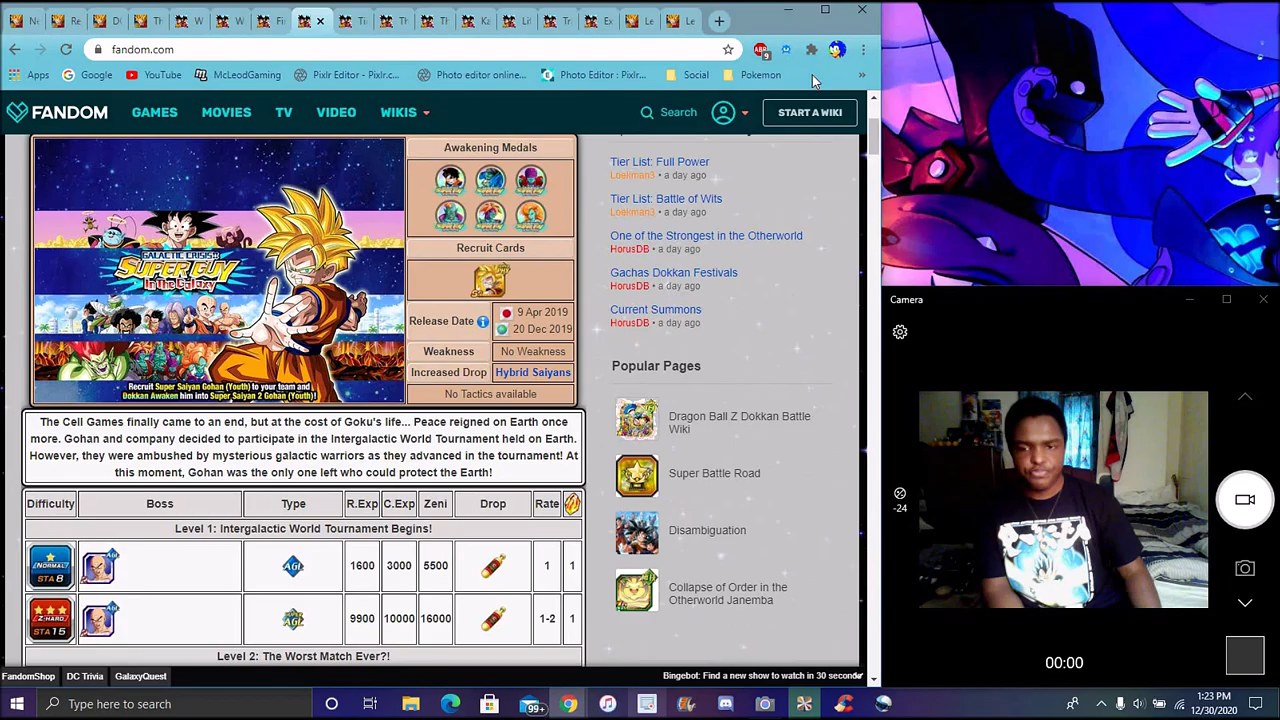 fandom.com
ABP
9
Apps
Google
YouTube
McLeodGaming
Pixlr Editor - Pixlr.c...
Photo editor online...
Photo Editor : Pixlr...
Social
Pokemon
»
FANDOM
GAMES
MOVIES
TV
VIDEO
WIKIS
Search
START A WIKI
GALACTIC CRISIS!
SUPER GUY
In the Galaxy
Recruit Super Saiyan Gohan (Youth) to your team and
Dokkan Awaken him into Super Saiyan 2 Gohan (Youth)!
Awakening Medals
Recruit Cards
Release Date
9 Apr 2019
20 Dec 2019
Weakness
No Weakness
Increased Drop
Hybrid Saiyans
No Tactics available
The Cell Games finally came to an end, but at the cost of Goku's life... Peace reigned on Earth once
more. Gohan and company decided to participate in the Intergalactic World Tournament held on Earth.
However, they were ambushed by mysterious galactic warriors as they advanced in the tournament! At
this moment, Gohan was the only one left who could protect the Earth!
Difficulty Boss Type R.Exp C.Exp Zeni Drop Rate
Level 1: Intergalactic World Tournament Begins!
NORMAL
STA 8
AGL
AGL
1600 3000 5500 1 1
Z-HARD
STA 15
AGL
AGL
9900 10000 16000 1-2 1
Level 2: The Worst Match Ever?!
Tier List: Full Power
Loekman3 • a day ago
Tier List: Battle of Wits
Loekman3 • a day ago
One of the Strongest in the Otherworld
HorusDB • a day ago
Gachas Dokkan Festivals
HorusDB • a day ago
Current Summons
HorusDB • a day ago
Popular Pages
Dragon Ball Z Dokkan Battle
Wiki
Super Battle Road
Disambiguation
Collapse of Order in the
Otherworld Janemba
FandomShop
DC Trivia
GalaxyQuest
Bingebot: Find a new show to watch in 30 seconds
Camera
-24
00:00
Type here to search
99+
1:23 PM
12/30/2020